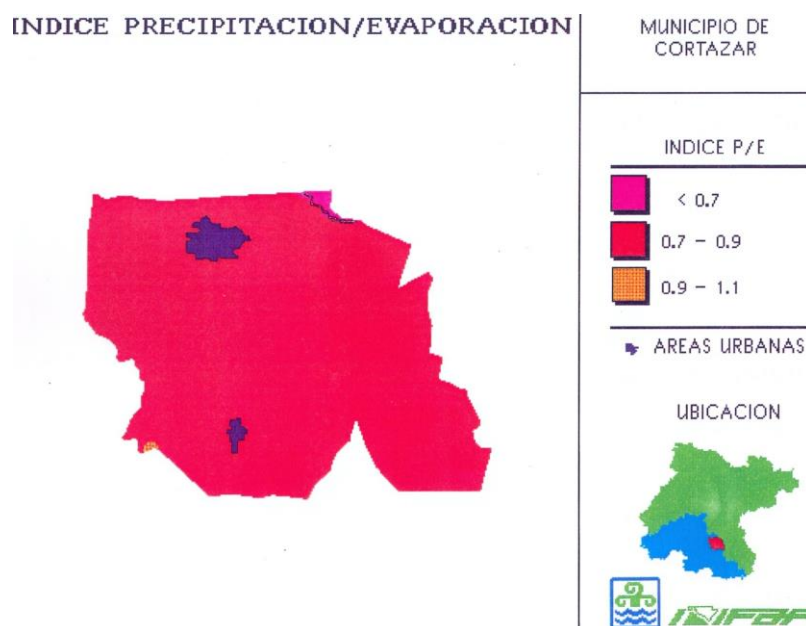 INDICE PRECIPITACION/EVAPORACION
MUNICIPIO DE
CORTAZAR
INDICE P/E
< 0.7
0.7 - 0.9
0.9 - 1.1
AREAS URBANAS
UBICACION
INIFAP